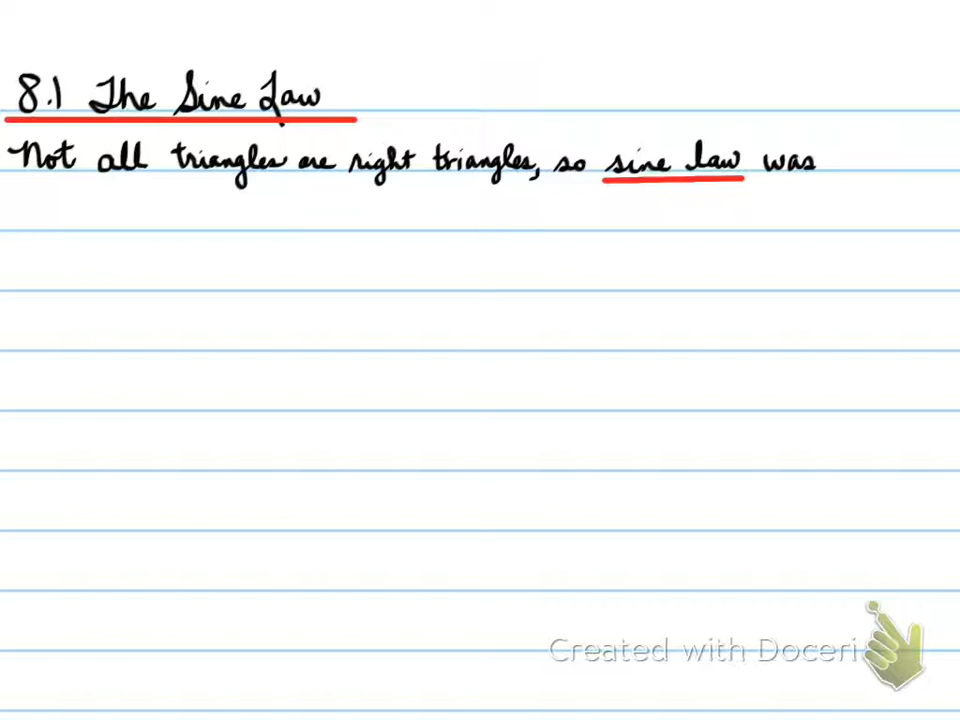 8.1 The Sine Law
Not all triangles are right triangles, so sine law was
Created with Doceri